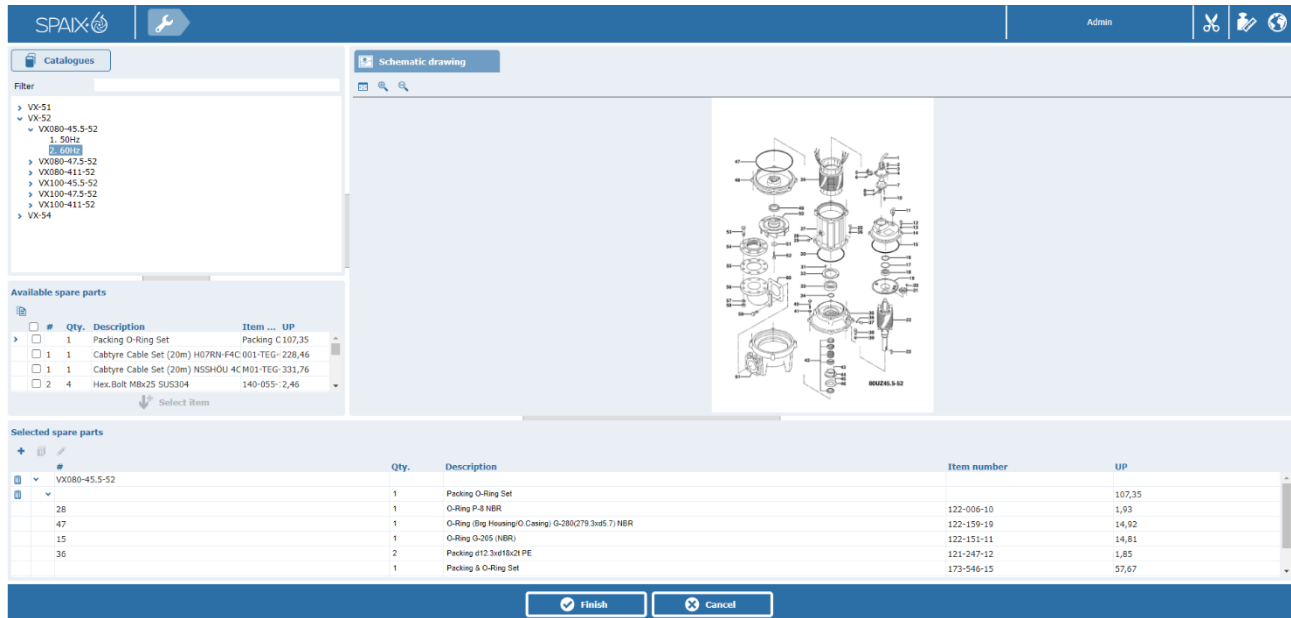 SPAIX 6
Admin
Catalogues
Schematic drawing
Filter
VX-51
VX-52
VX080-45.5-52
1. 50Hz
2. 60Hz
VX080-47.5-52
VX080-411-52
VX100-45.5-52
VX100-47.5-52
VX100-411-52
VX-54
80UZ45.5-52
Available spare parts
# Qty. Description Item ... UP
1 Packing O-Ring Set Packing C 107,35
1 1 Cabtyre Cable Set (20m) H07RN-F4C 001-TEG- 228,46
1 1 Cabtyre Cable Set (20m) NSSHÖU 4C M01-TEG- 331,76
2 4 Hex.Bolt M8x25 SUS304 140-055- 2,46
Select item
Selected spare parts
# Qty. Description Item number UP
VX080-45.5-52
1 Packing O-Ring Set 107,35
28 1 O-Ring P-8 NBR 122-006-10 1,93
47 1 O-Ring (Brg.Housing/O.Casing) G-280(279.3xd5.7) NBR 122-159-19 14,92
15 1 O-Ring G-205 (NBR) 122-151-11 14,81
36 2 Packing d12.3xd18x2t PE 121-247-12 1,85
1 Packing & O-Ring Set 173-546-15 57,67
Finish Cancel